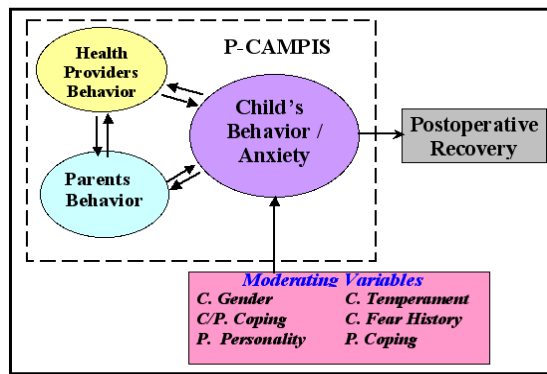 P-CAMPIS
Health
Providers
Behavior
Child's
Behavior /
Anxiety
Parents
Behavior
Postoperative
Recovery
Moderating Variables
C. Gender C. Temperament
C/P. Coping C. Fear History
P. Personality P. Coping